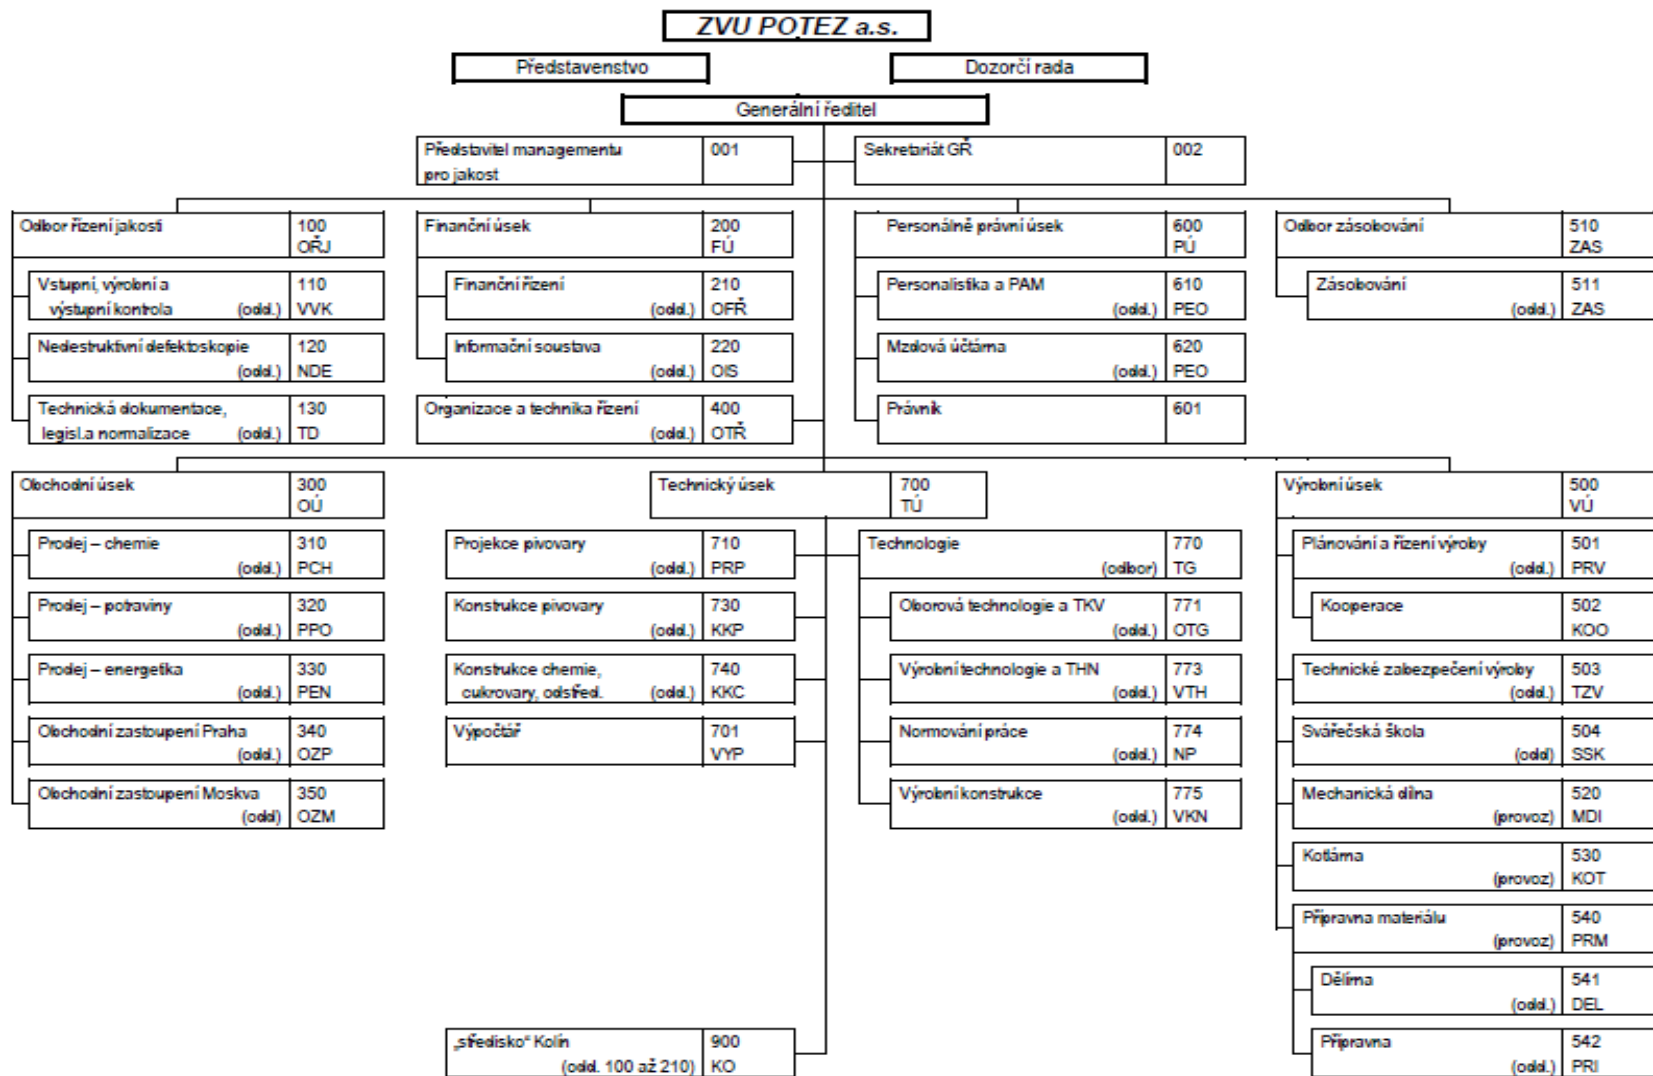 ZVU POTEZ a.s.
Představenstvo
Dozorčí rada
Generální ředitel
Představitel managementu 001
pro jakost
Sekretariát GŘ 002
Odbor řízení jakosti 100
OŘJ
Vstupní, výrobní a 110
výstupní kontrola (odd.) VVK
Nedestruktivní defektoskopie 120
(odd.) NDE
Technická dokumentace, 130
legisl.a normalizace (odd.) TD
Finanční úsek 200
FÚ
Finanční řízení 210
(odd.) OFŘ
Informační soustava 220
(odd.) OIS
Organizace a technika řízení 400
(odd.) OTŘ
Personálně právní úsek 600
PÚ
Personalistika a PAM 610
(odd.) PEO
Mzdová účtárna 620
(odd.) PEO
Právník 601
Odbor zásobování 510
ZAS
Zásobování 511
(odd.) ZAS
Obchodní úsek 300
OÚ
Prodej – chemie 310
(odd.) PCH
Prodej – potraviny 320
(odd.) PPO
Prodej – energetika 330
(odd.) PEN
Obchodní zastoupení Praha 340
(odd.) OZP
Obchodní zastoupení Moskva 350
(odd) OZM
Technický úsek 700
TÚ
Projekce pivovary 710
(odd.) PRP
Konstrukce pivovary 730
(odd.) KKP
Konstrukce chemie, 740
cukrovary, odstřed. (odd.) KKC
Výpočtář 701
VYP
Technologie 770
(odbor) TG
Oborová technologie a TKV 771
(odd.) OTG
Výrobní technologie a THN 773
(odd.) VTH
Normování práce 774
(odd.) NP
Výrobní konstrukce 775
(odd.) VKN
„středisko“ Kolín 900
(odd. 100 až 210) KO
Výrobní úsek 500
VÚ
Plánování a řízení výroby 501
(odd.) PRV
Kooperace 502
KOO
Technické zabezpečení výroby 503
(odd.) TZV
Svářečská škola 504
(odd) SSK
Mechanická dílna 520
(provoz) MDI
Kotlárna 530
(provoz) KOT
Přípravna materiálu 540
(provoz) PRM
Dělírna 541
(odd.) DEL
Přípravna 542
(odd.) PRI